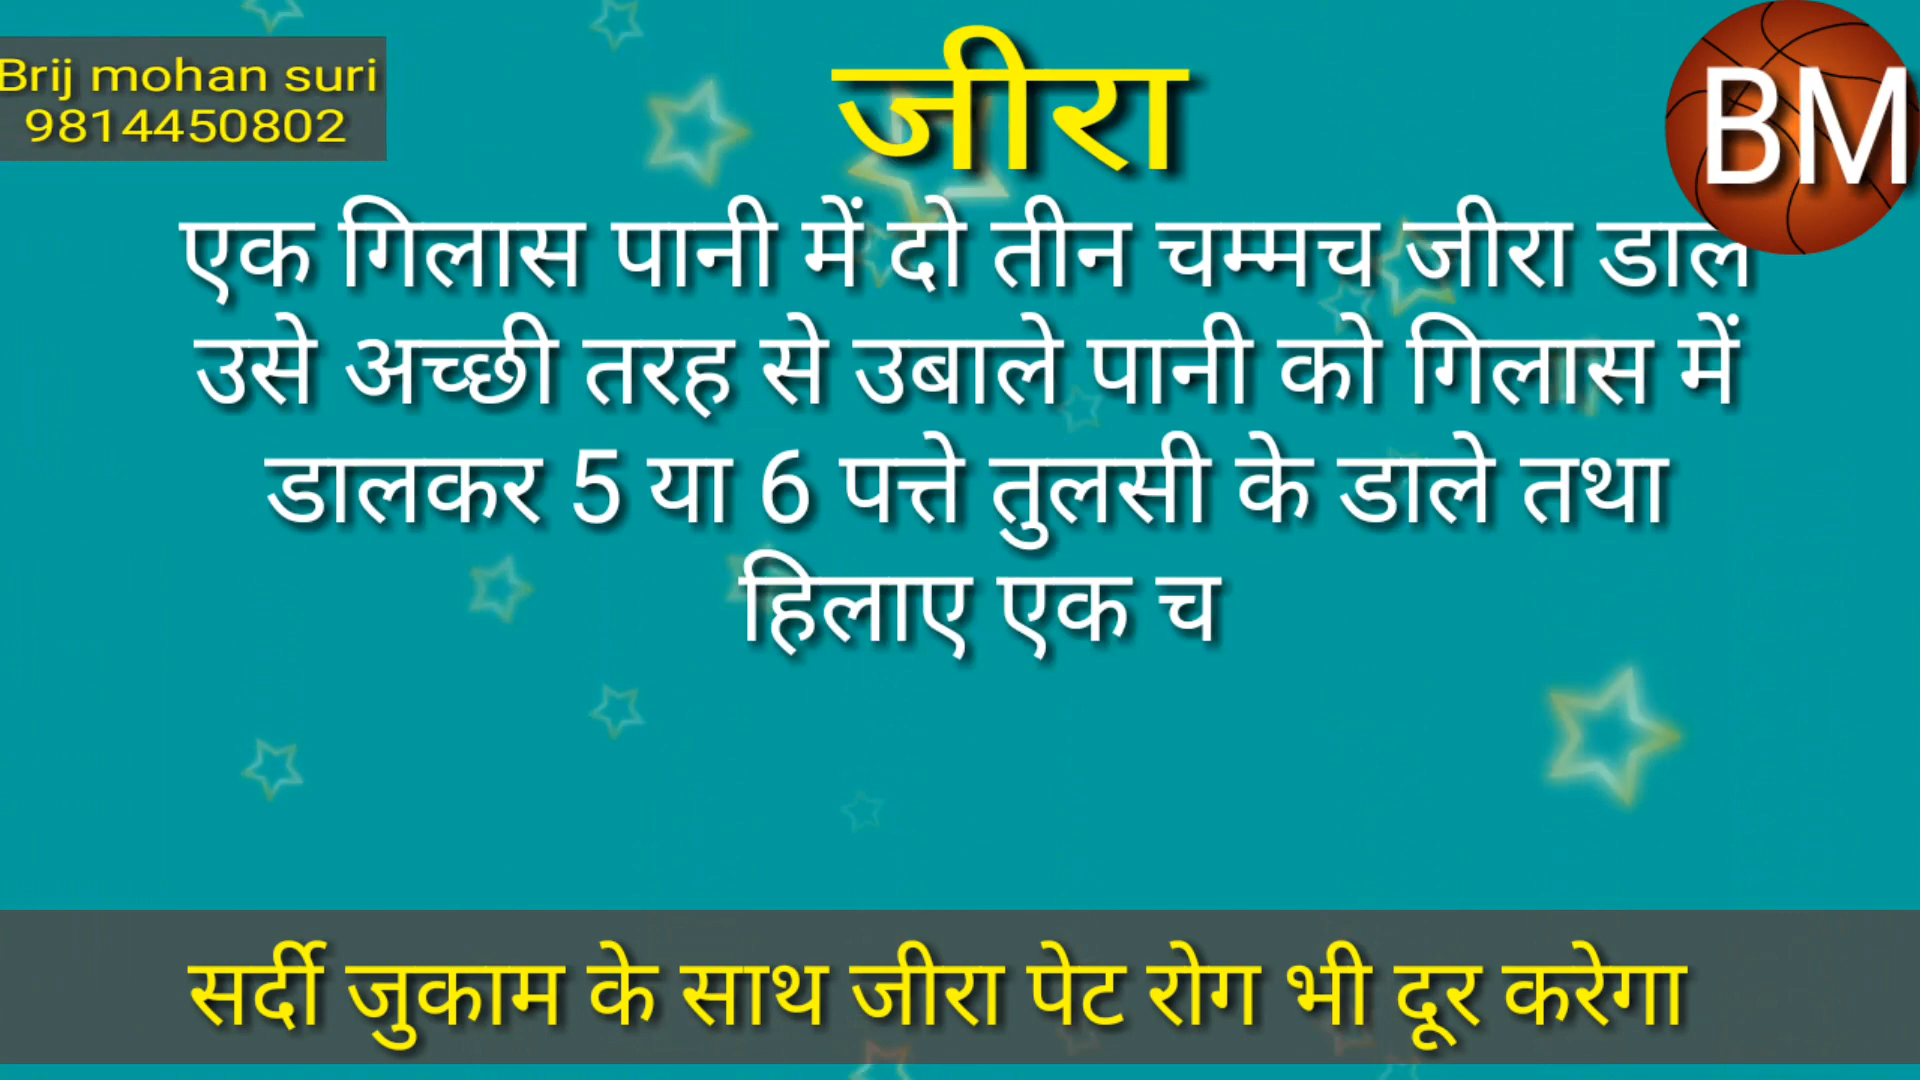 Brij mohan suri
9814450802
जीरा
BM
एक गिलास पानी में दो तीन चम्मच जीरा डाल
उसे अच्छी तरह से उबाले पानी को गिलास में
डालकर 5 या 6 पत्ते तुलसी के डाले तथा
हिलाए एक च
सर्दी जुकाम के साथ जीरा पेट रोग भी दूर करेगा